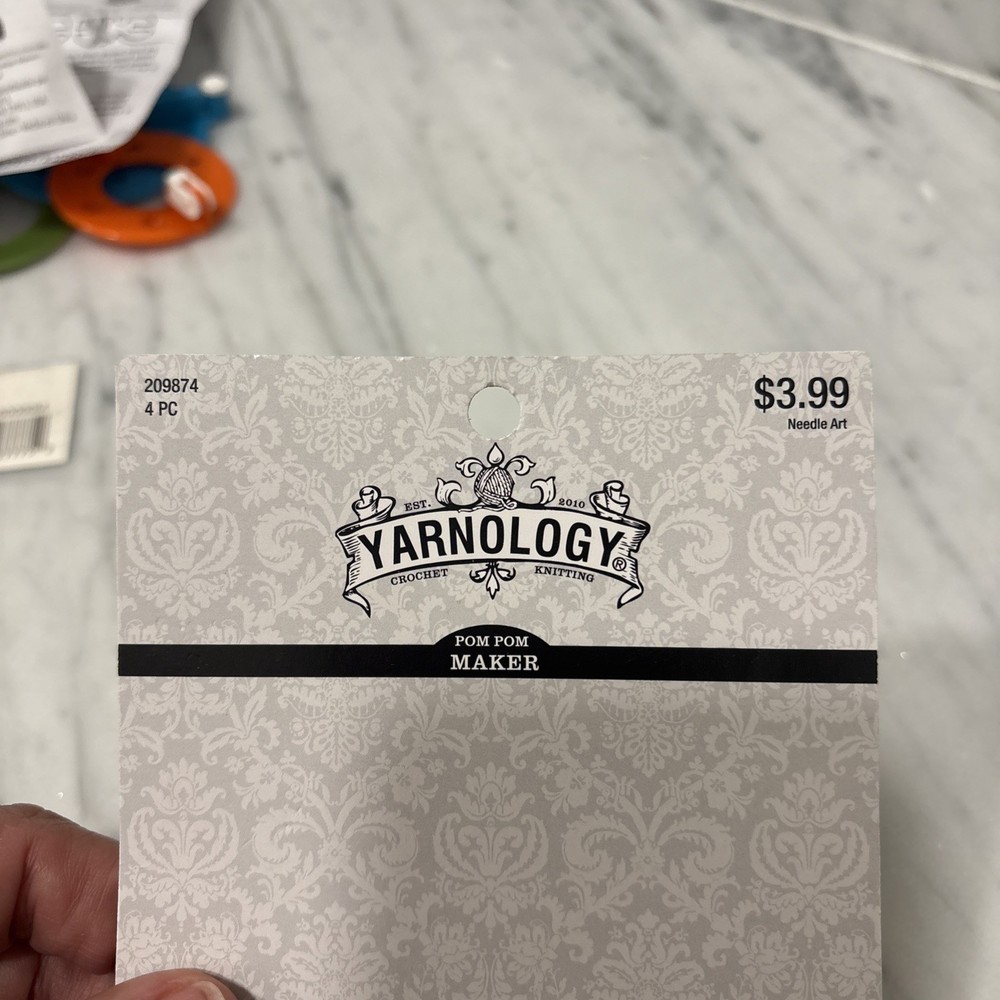 209874
4 PC
$3.99
Needle Art
EST. 2010
YARNOLOGY®
CROCHET KNITTING
POM POM
MAKER